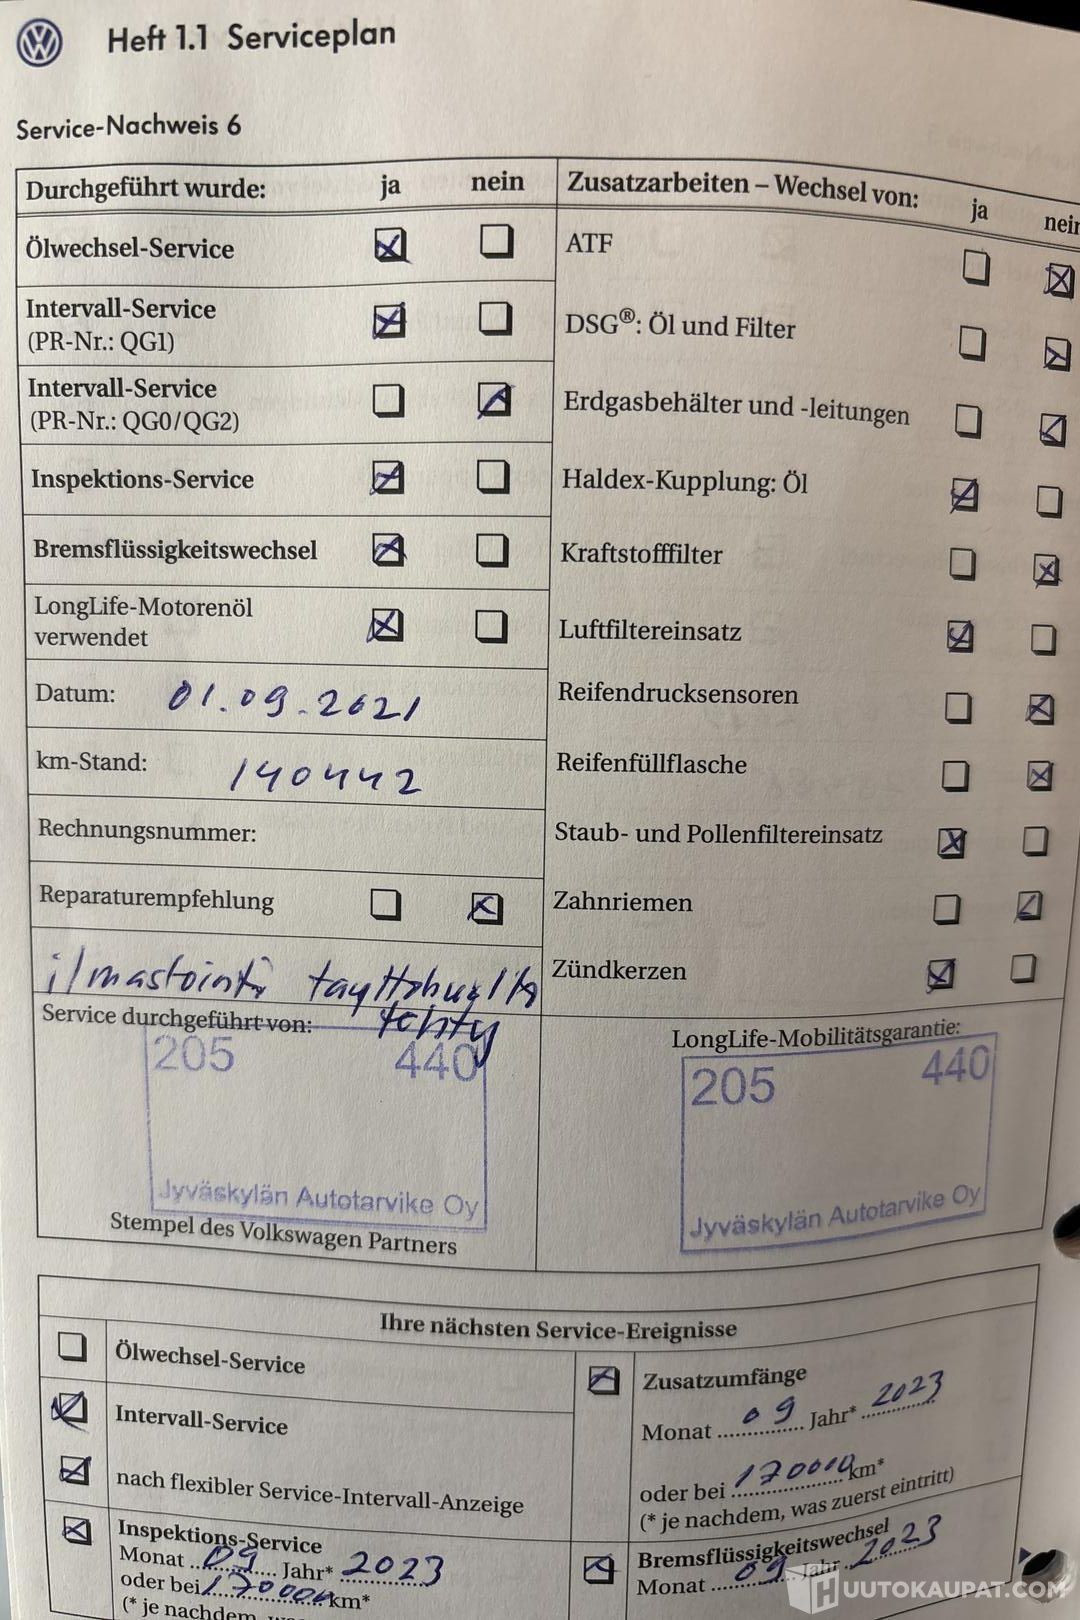 Heft 1.1 Serviceplan
Service-Nachweis 6
Durchgeführt wurde: ja nein
Ölwechsel-Service
Intervall-Service
(PR-Nr.: QG1)
Intervall-Service
(PR-Nr.: QG0/QG2)
Inspektions-Service
Bremsflüssigkeitswechsel
LongLife-Motorenöl
verwendet
Datum: 01.09.2021
km-Stand: 140442
Rechnungsnummer:
Reparaturempfehlung
ilmastointi
tehty
Service durchgeführt von:
205 440
Jyväskylän Autotarvike Oy
Stempel des Volkswagen Partners
Zusatzarbeiten – Wechsel von: ja nein
ATF
DSG®: Öl und Filter
Erdgasbehälter und -leitungen
Haldex-Kupplung: Öl
Kraftstofffilter
Luftfiltereinsatz
Reifendrucksensoren
Reifenfüllflasche
Staub- und Pollenfiltereinsatz
Zahnriemen
Zündkerzen
LongLife-Mobilitätsgarantie:
205 440
Jyväskylän Autotarvike Oy
Ihre nächsten Service-Ereignisse
Ölwechsel-Service
Intervall-Service
nach flexibler Service-Intervall-Anzeige
Inspektions-Service
Monat 09 Jahr* 2023
oder bei 170000 km*
(* je nachdem,
Zusatzumfänge
Monat 09 Jahr* 2023
oder bei 170000 km*
(* je nachdem, was zuerst eintritt)
Bremsflüssigkeitswechsel
Monat 09 Jahr 2023
HUUTOKAUPAT.COM